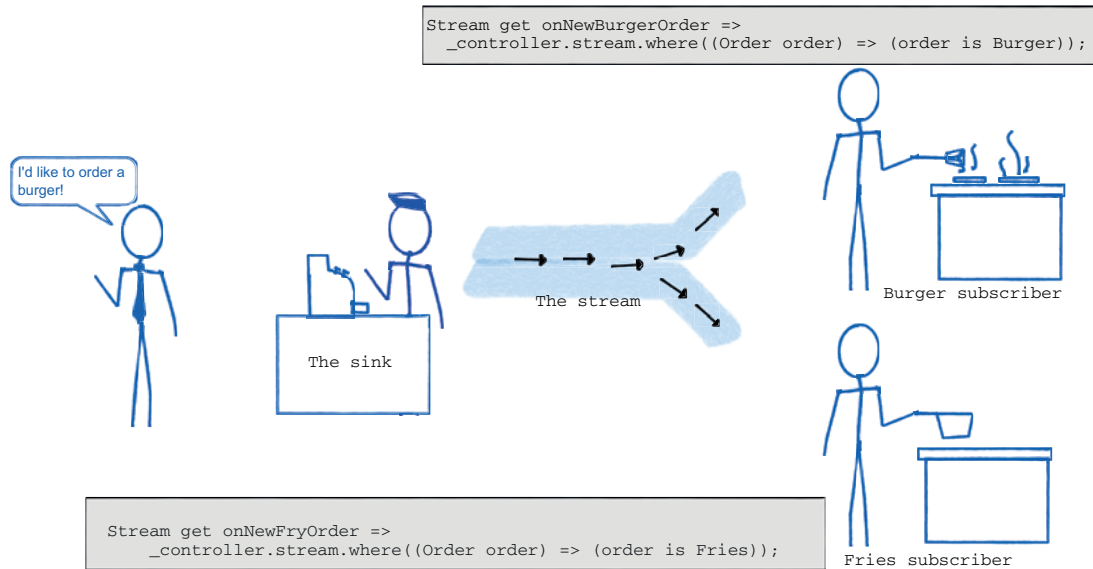 Stream get onNewBurgerOrder =>
_controller.stream.where((Order order) => (order is Burger));
I'd like to order a
burger!
The sink
The stream
Burger subscriber
Stream get onNewFryOrder =>
_controller.stream.where((Order order) => (order is Fries));
Fries subscriber